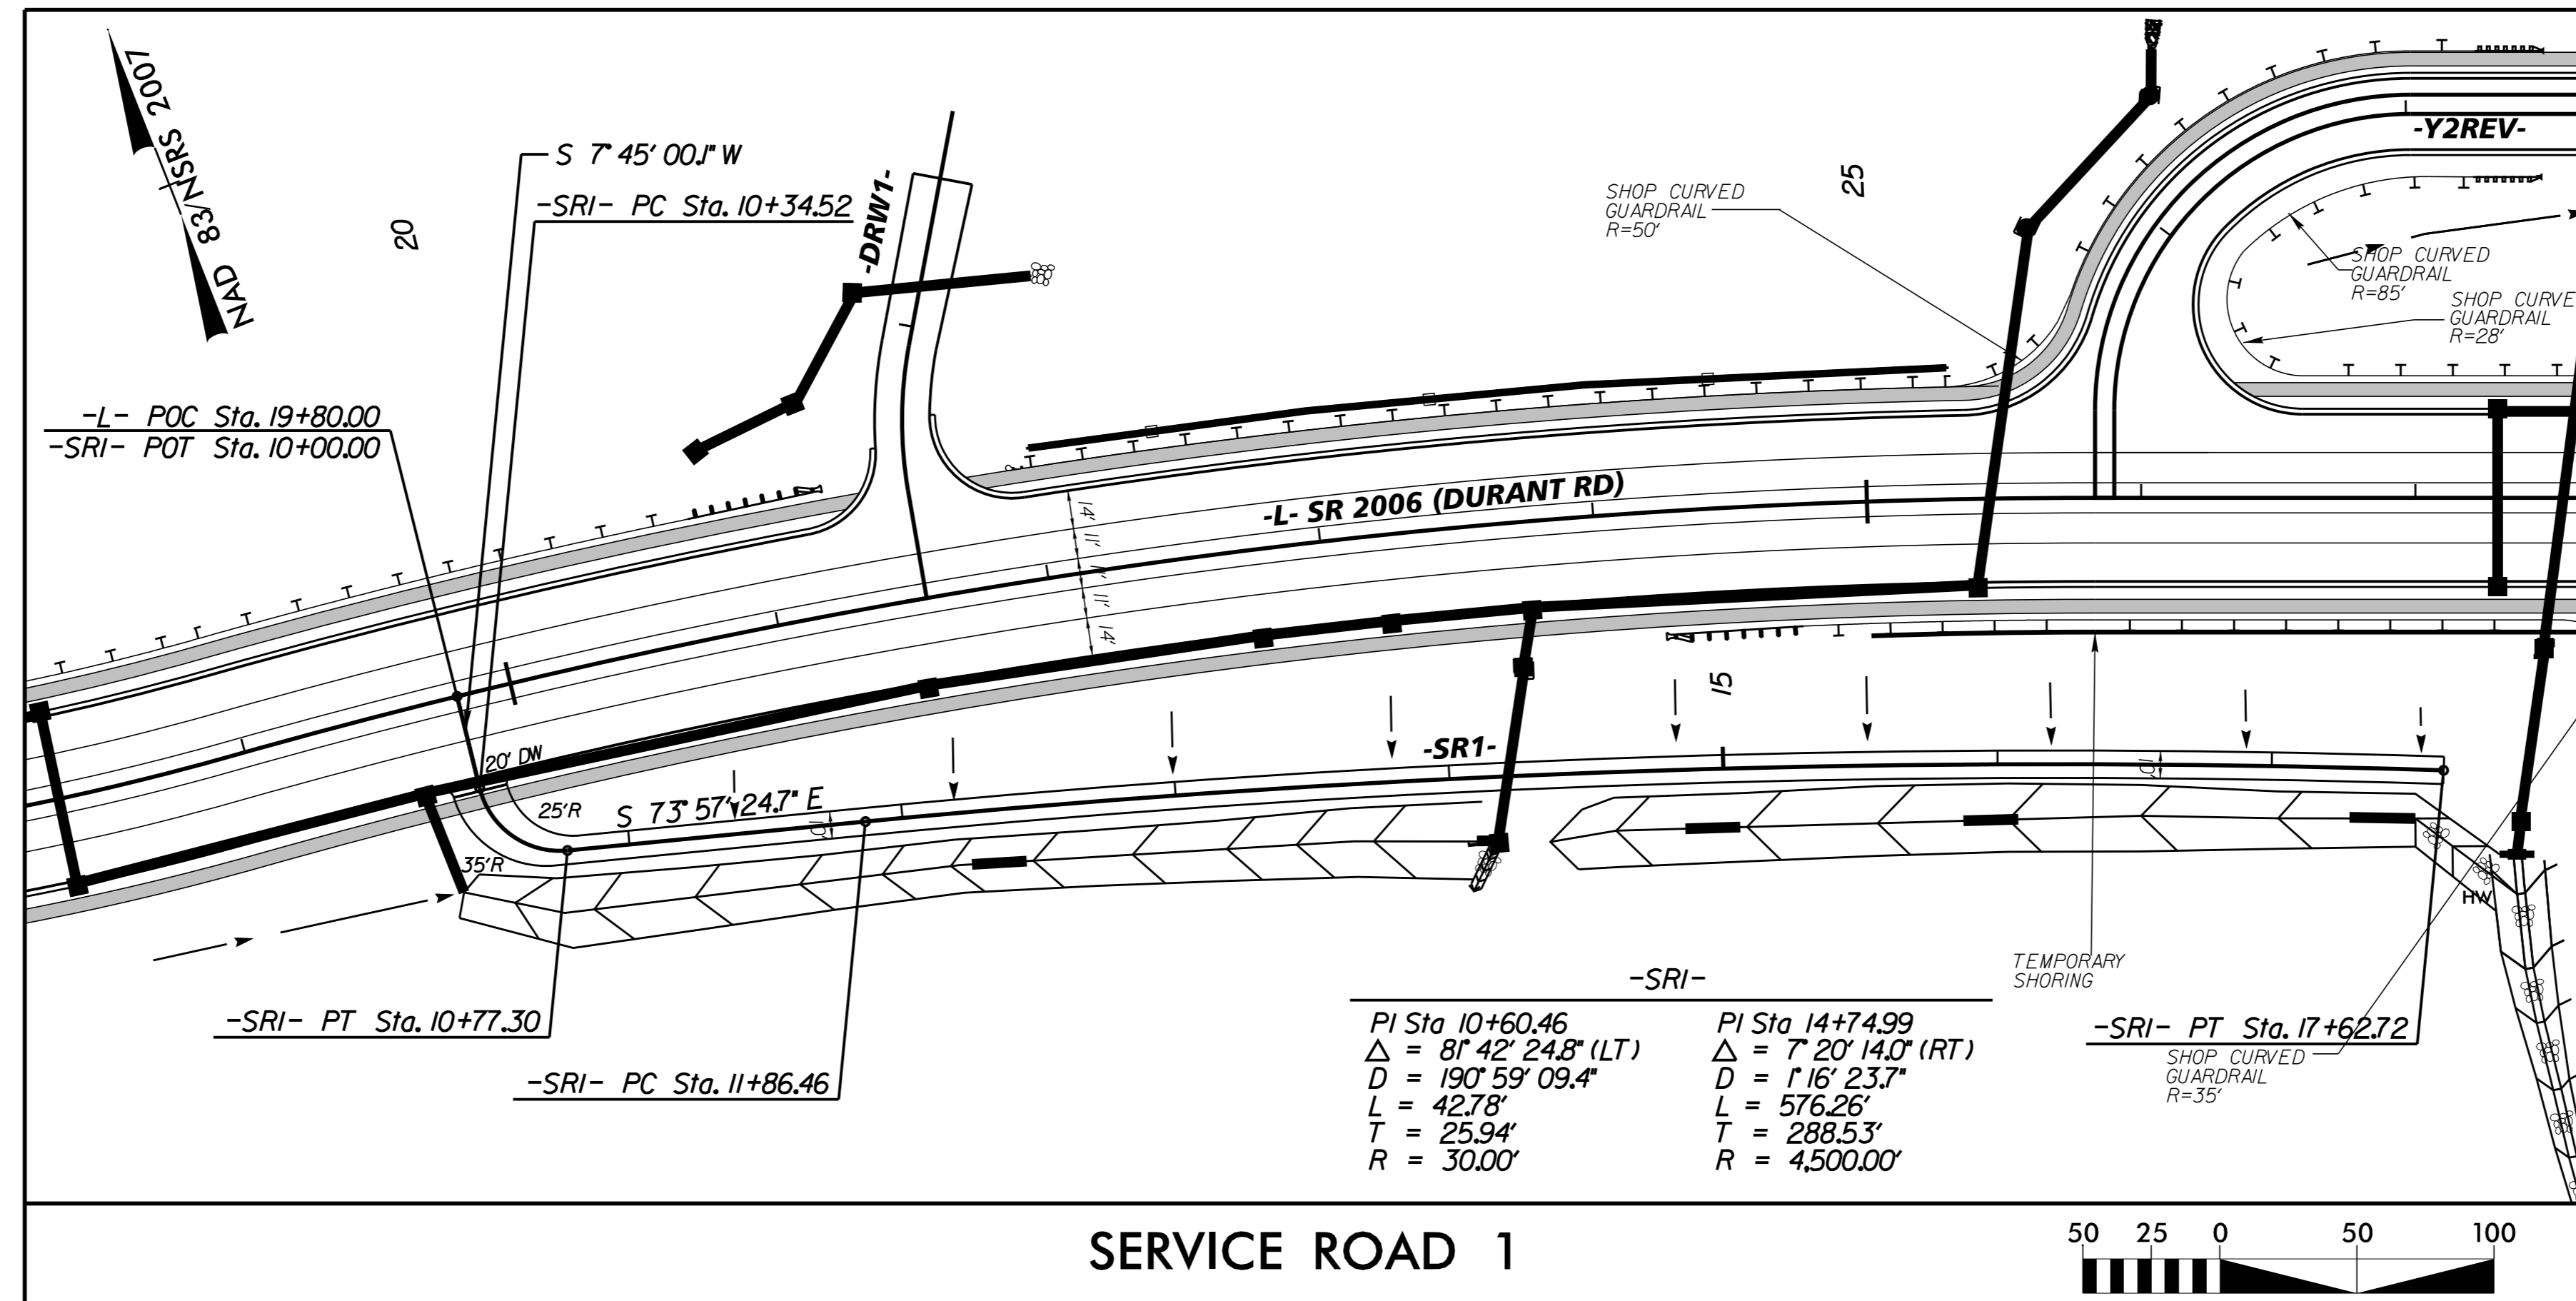 NAD 83/NSRS 2007
20
S 7° 45' 00.1" W
-SR1- PC Sta. 10+34.52
-DRW1-
-L- POC Sta. 19+80.00
-SR1- POT Sta. 10+00.00
SHOP CURVED
GUARDRAIL
R=50'
25
-Y2REV-
SHOP CURVED
GUARDRAIL
R=85'
SHOP CURVE
GUARDRAIL
R=28'
-L- SR 2006 (DURANT RD)
14'
11'
11'
11'
14'
15
20' DW
25'R
35'R
S 73° 57' 24.7" E
10'
-SR1-
10'
HW
TEMPORARY
SHORING
-SR1- PT Sta. 10+77.30
-SR1- PC Sta. 11+86.46
-SR1- PT Sta. 17+62.72
SHOP CURVED
GUARDRAIL
R=35'
-SR1-
PI Sta 10+60.46
Δ = 81° 42' 24.8" (LT)
D = 190° 59' 09.4"
L = 42.78'
T = 25.94'
R = 30.00'
PI Sta 14+74.99
Δ = 7° 20' 14.0" (RT)
D = 1° 16' 23.7"
L = 576.26'
T = 288.53'
R = 4,500.00'
SERVICE ROAD 1
50 25 0 50 100